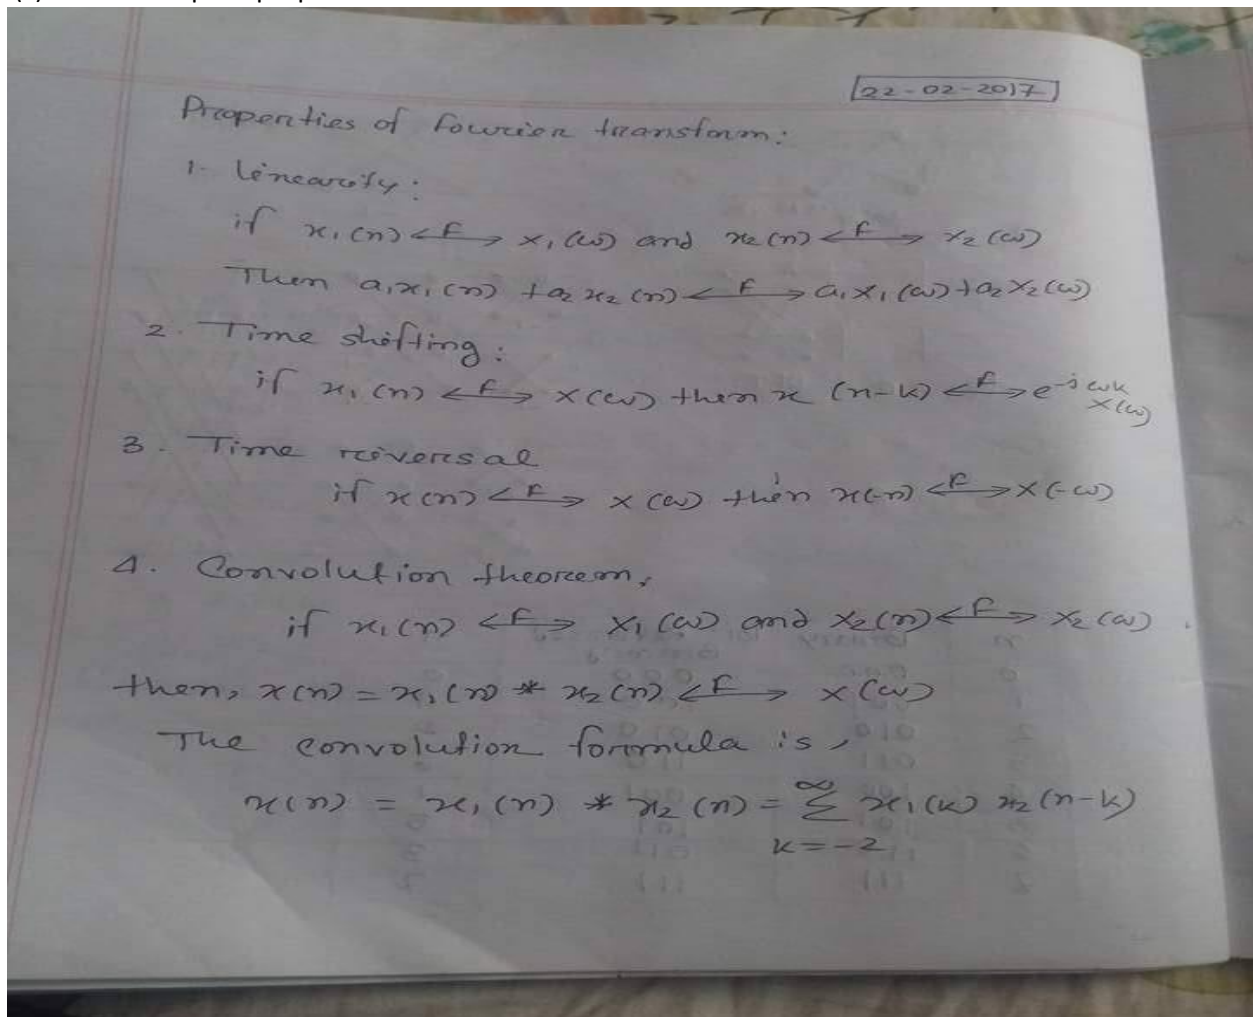 22-02-2017
Properties of fourier transform:
1. Linearity:
if x₁(n) <-F-> X₁(ω) and x₂(n) <-F-> X₂(ω)
Then a₁x₁(n) + a₂x₂(n) <-F-> a₁X₁(ω) + a₂X₂(ω)
2. Time shifting:
if x₁(n) <-F-> X(ω) then x (n-k) <-F-> e^-jωk X(ω)
3. Time reversal
if x(n) <-F-> X(ω) then x(-n) <-F-> X(-ω)
4. Convolution theorem,
if x₁(n) <-F-> X₁(ω) and x₂(n) <-F-> X₂(ω).
then, x(n) = x₁(n) * x₂(n) <-F-> X(ω)
The convolution formula is,
x(n) = x₁(n) * x₂(n) = ∞ Σ k=-2 x₁(k) x₂(n-k)